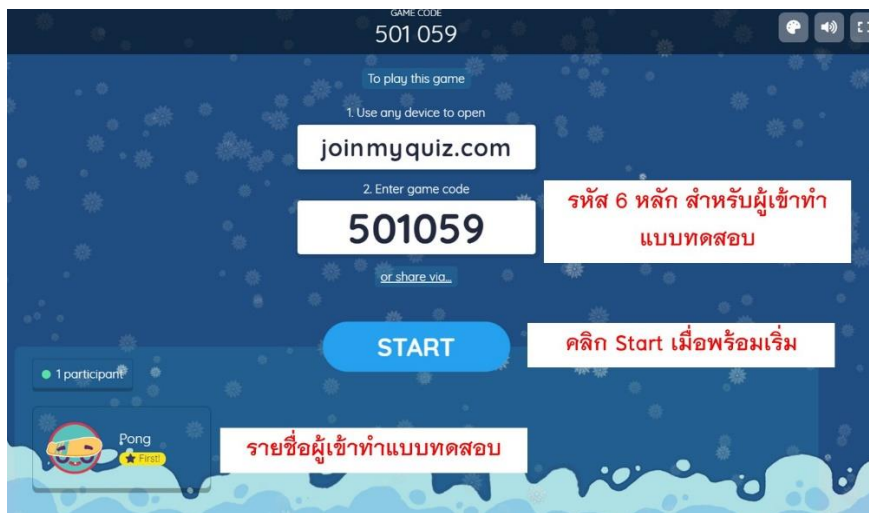 GAME CODE
501 059
To play this game
1. Use any device to open
joinmyquiz.com
2. Enter game code
501059
รหัส 6 หลัก สำหรับผู้เข้าทำ
แบบทดสอบ
or share via...
START
คลิก Start เมื่อพร้อมเริ่ม
1 participant
Pong
First!
รายชื่อผู้เข้าทำแบบทดสอบ